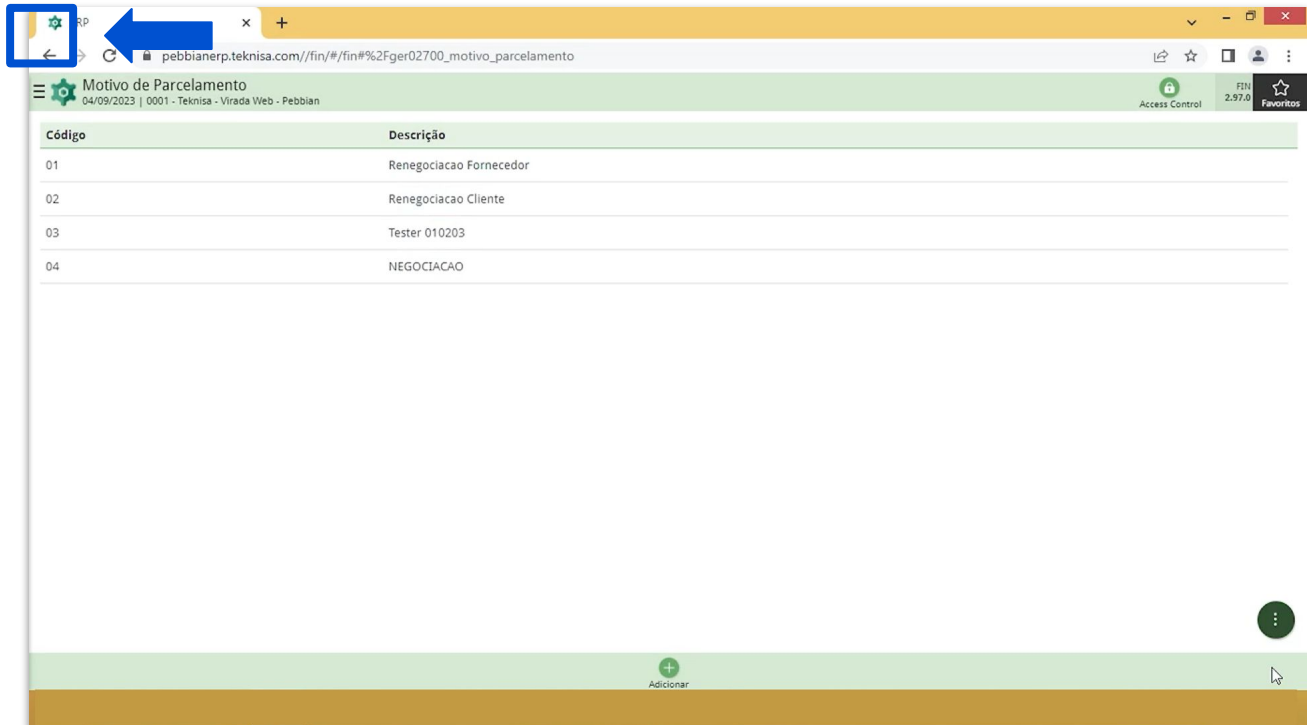 RP
pebbianerp.teknisa.com//fin/#/fin#%2Fger02700_motivo_parcelamento
Motivo de Parcelamento
04/09/2023 | 0001 - Teknisa - Virada Web - Pebbian
Access Control
FIN
2.97.0
Favoritos
Código Descrição
01 Renegociacao Fornecedor
02 Renegociacao Cliente
03 Tester 010203
04 NEGOCIACAO
Adicionar